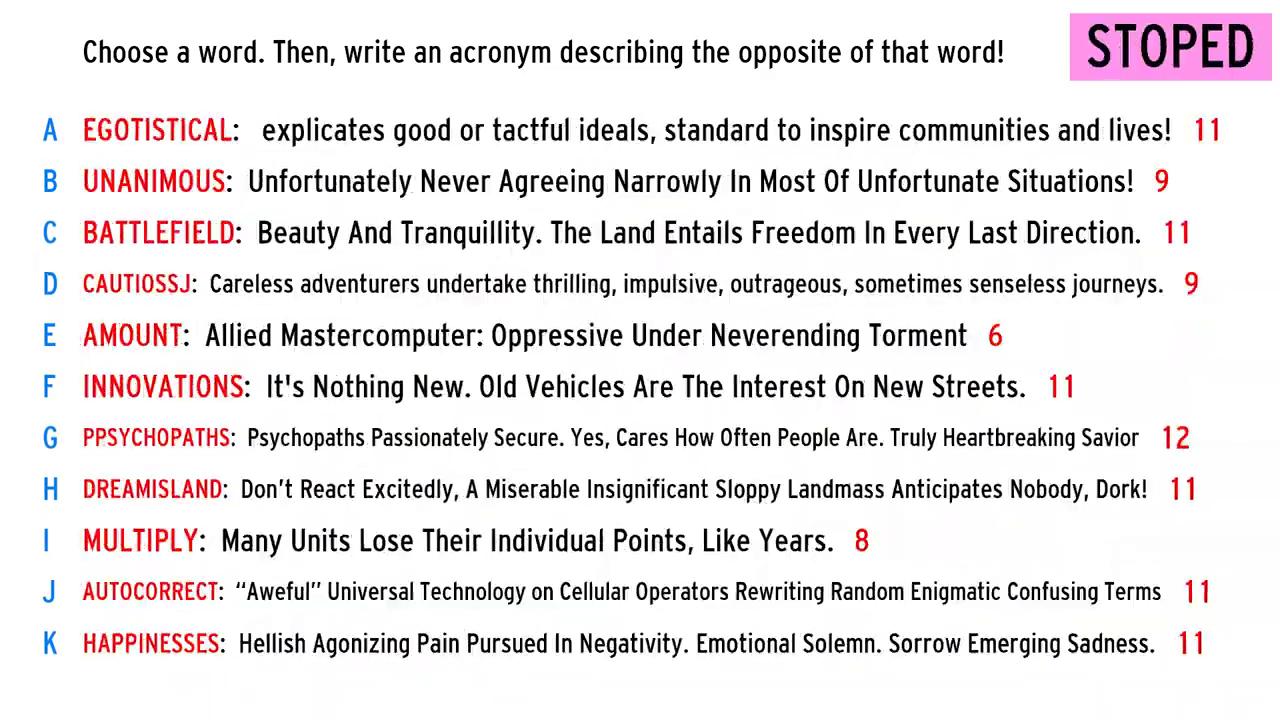 Choose a word. Then, write an acronym describing the opposite of that word!
STOPED
A EGOTISTICAL: explicates good or tactful ideals, standard to inspire communities and lives! 11
B UNANIMOUS: Unfortunately Never Agreeing Narrowly In Most Of Unfortunate Situations! 9
C BATTLEFIELD: Beauty And Tranquillity. The Land Entails Freedom In Every Last Direction. 11
D CAUTIOSSJ: Careless adventurers undertake thrilling, impulsive, outrageous, sometimes senseless journeys. 9
E AMOUNT: Allied Mastercomputer: Oppressive Under Neverending Torment 6
F INNOVATIONS: It's Nothing New. Old Vehicles Are The Interest On New Streets. 11
G PPSYCHOPATHS: Psychopaths Passionately Secure. Yes, Cares How Often People Are. Truly Heartbreaking Savior 12
H DREAMISLAND: Don’t React Excitedly, A Miserable Insignificant Sloppy Landmass Anticipates Nobody, Dork! 11
I MULTIPLY: Many Units Lose Their Individual Points, Like Years. 8
J AUTOCORRECT: “Aweful” Universal Technology on Cellular Operators Rewriting Random Enigmatic Confusing Terms 11
K HAPPINESSES: Hellish Agonizing Pain Pursued In Negativity. Emotional Solemn. Sorrow Emerging Sadness. 11